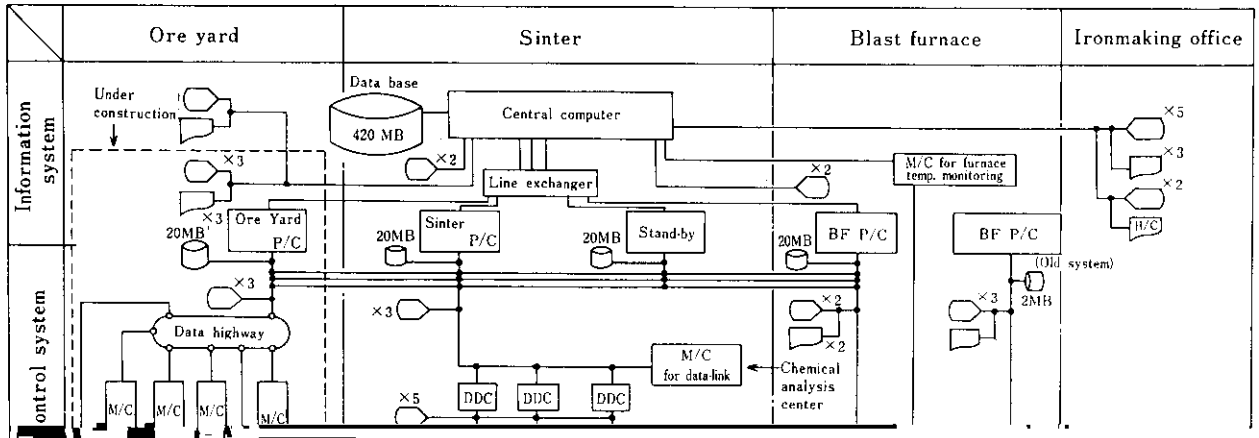 Ore yard
Sinter
Blast furnace
Ironmaking office
Information
system
Under
construction
Data base
420 MB
Central computer
×5
×3
×2
H/C
×3
×3
×2
Line exchanger
×2
M/C for furnace
temp. monitoring
20MB
Ore Yard
P/C
20MB
Sinter
P/C
20MB
Stand-by
20MB
BF P/C
BF P/C
(Old system)
2MB
ontrol system
×3
Data highway
M/C
M/C
M/C
M/C
×3
×5
DDC
DDC
DDC
M/C
for data-link
Chemical
analysis
center
×2
×2
×3